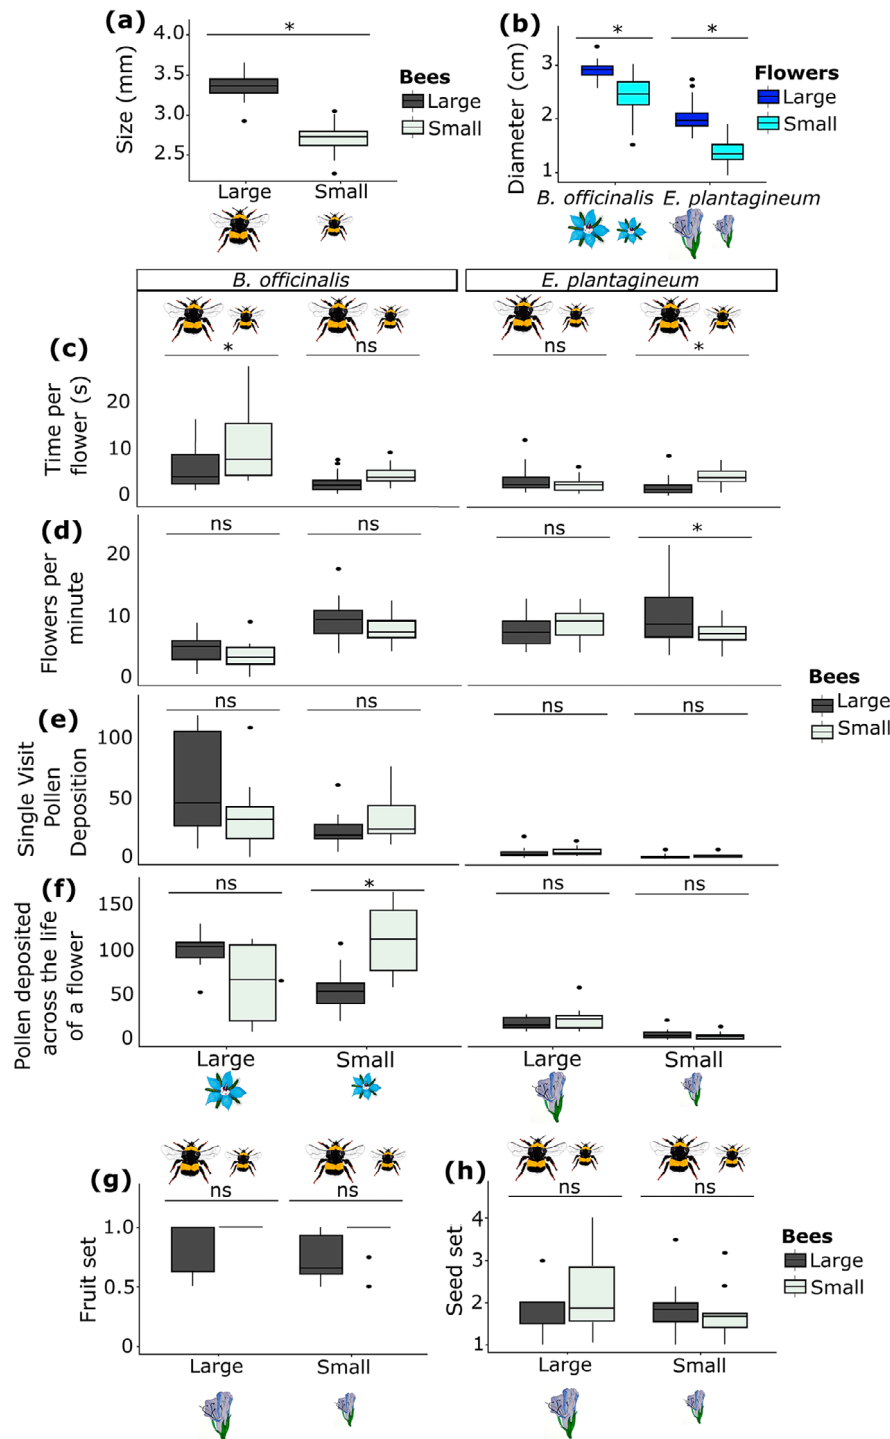 (a)
*
4.0
3.5
3.0
2.5
Size (mm)
Large
Small
Bees
Large
Small
(b)
*
*
3
2
1
Diameter (cm)
B. officinalis
E. plantagineum
Flowers
Large
Small
B. officinalis
E. plantagineum
(c)
*
ns
ns
*
Time per
flower (s)
20
10
0
(d)
ns
ns
ns
*
Flowers per
minute
20
10
0
Bees
Large
Small
(e)
ns
ns
ns
ns
Single Visit
Pollen
Deposition
100
50
0
(f)
ns
*
ns
ns
Pollen deposited
across the life
of a flower
150
100
50
0
Large
Small
Large
Small
(g)
ns
ns
Fruit set
1.0
0.5
0
Large
Small
(h)
ns
ns
Seed set
4
3
2
1
Large
Small
Bees
Large
Small